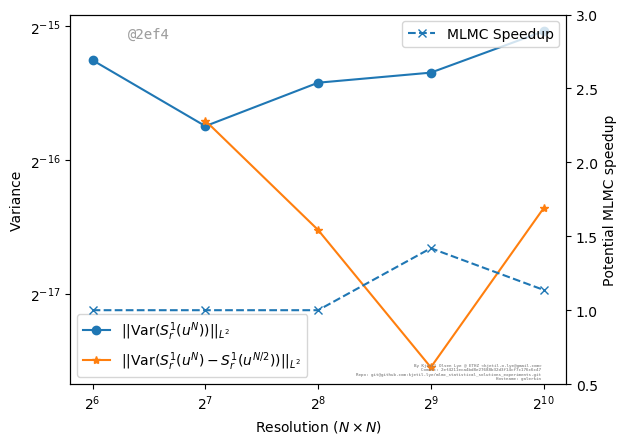 @2ef4
MLMC Speedup
2^{-15}
2^{-16}
2^{-17}
Variance
3.0
2.5
2.0
1.5
1.0
0.5
Potential MLMC speedup
||Var(S_r^1(u^N))||_{L^2}
||Var(S_r^1(u^N) − S_r^1(u^{N/2}))||_{L^2}
2^6
2^7
2^8
2^9
2^{10}
Resolution (N × N)